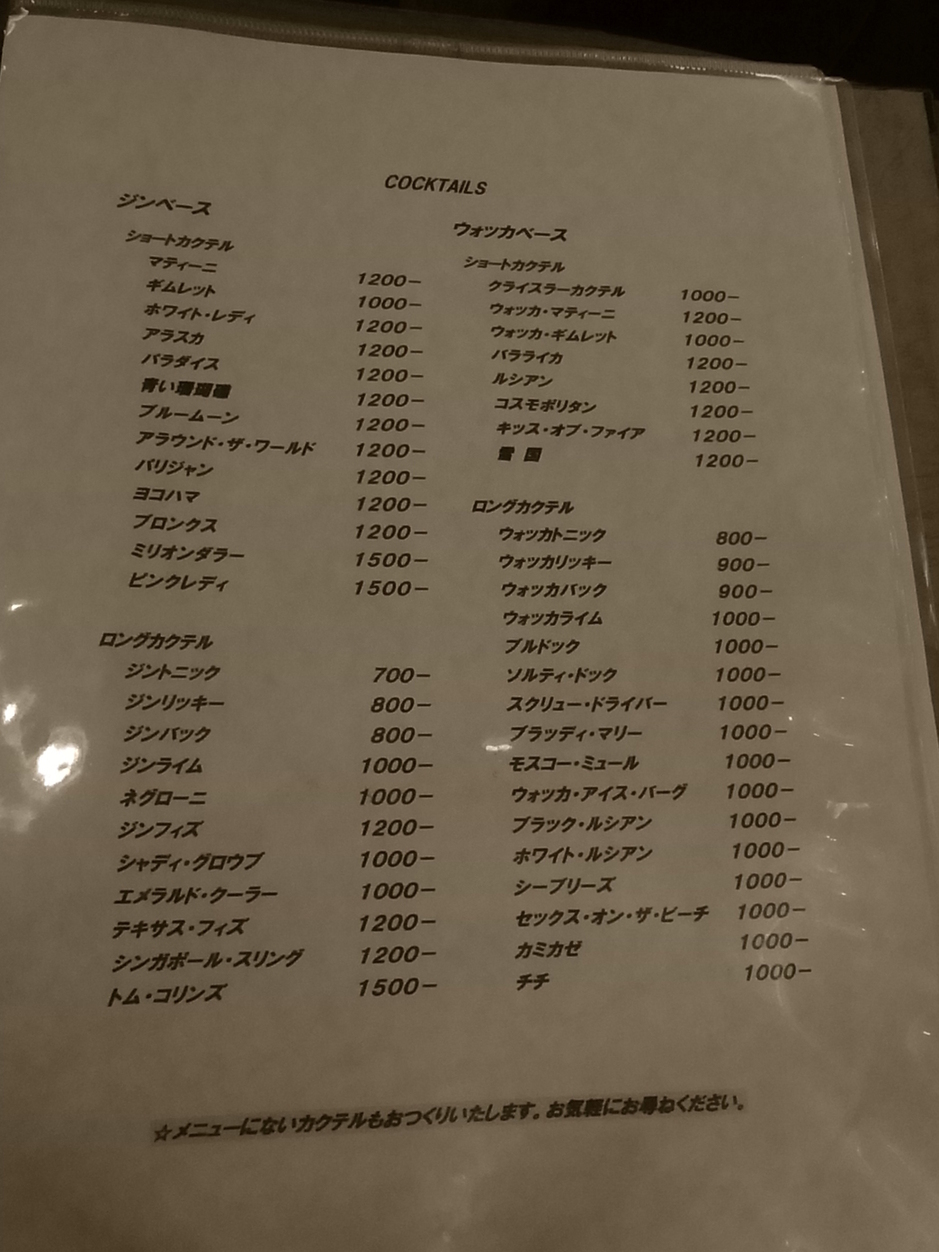 COCKTAILS
ジンベース
ショートカクテル
マティーニ 1200−
ギムレット 1000−
ホワイト・レディ 1200−
アラスカ 1200−
パラダイス 1200−
青い珊瑚礁 1200−
ブルームーン 1200−
アラウンド・ザ・ワールド 1200−
パリジャン 1200−
ヨコハマ 1200−
ブロンクス 1200−
ミリオンダラー 1500−
ピンクレディ 1500−
ロングカクテル
ジントニック 700−
ジンリッキー 800−
ジンバック 800−
ジンライム 1000−
ネグローニ 1000−
ジンフィズ 1200−
シャディ・グロウブ 1000−
エメラルド・クーラー 1000−
テキサス・フィズ 1200−
シンガポール・スリング 1200−
トム・コリンズ 1500−
ウォッカベース
ショートカクテル
クライスラーカクテル 1000−
ウォッカ・マティーニ 1200−
ウォッカ・ギムレット 1000−
バラライカ 1200−
ルシアン 1200−
コスモポリタン 1200−
キッス・オブ・ファイア 1200−
雪 国 1200−
ロングカクテル
ウォッカトニック 800−
ウォッカリッキー 900−
ウォッカバック 900−
ウォッカライム 1000−
ブルドック 1000−
ソルティ・ドック 1000−
スクリュー・ドライバー 1000−
ブラッディ・マリー 1000−
モスコー・ミュール 1000−
ウォッカ・アイス・バーグ 1000−
ブラック・ルシアン 1000−
ホワイト・ルシアン 1000−
シーブリーズ 1000−
セックス・オン・ザ・ビーチ 1000−
カミカゼ 1000−
チチ 1000−
☆メニューにないカクテルもおつくりいたします。お気軽にお尋ねください。